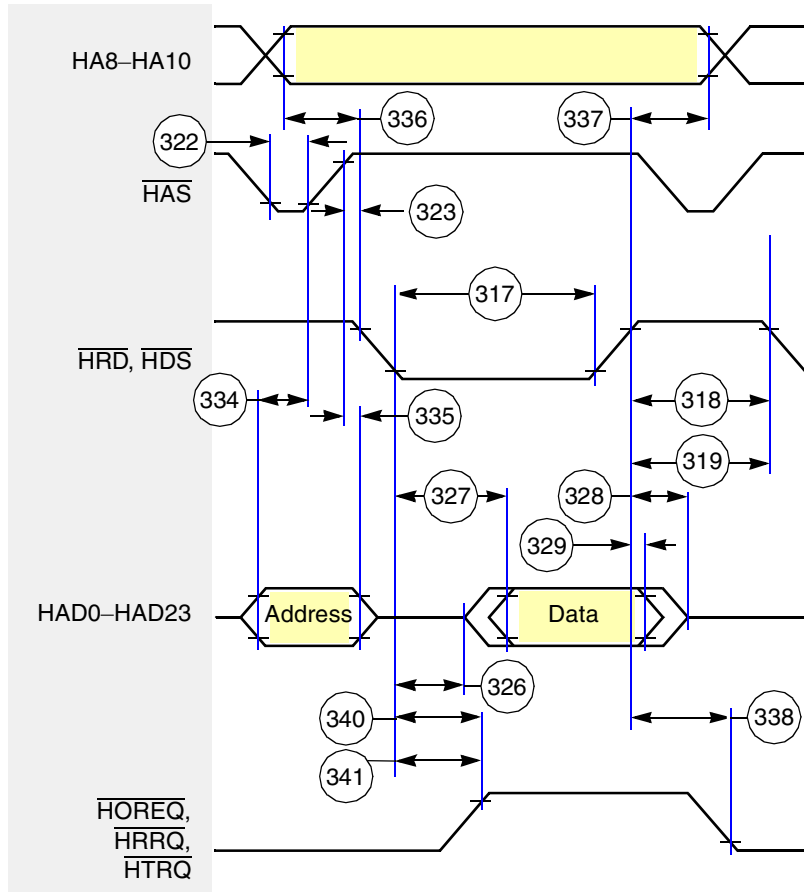 HA8–HA10
336
337
322
HAS
323
317
HRD, HDS
334
335
318
319
327
328
329
HAD0–HAD23
Address
Data
326
340
338
341
HOREQ,
HRRQ,
HTRQ